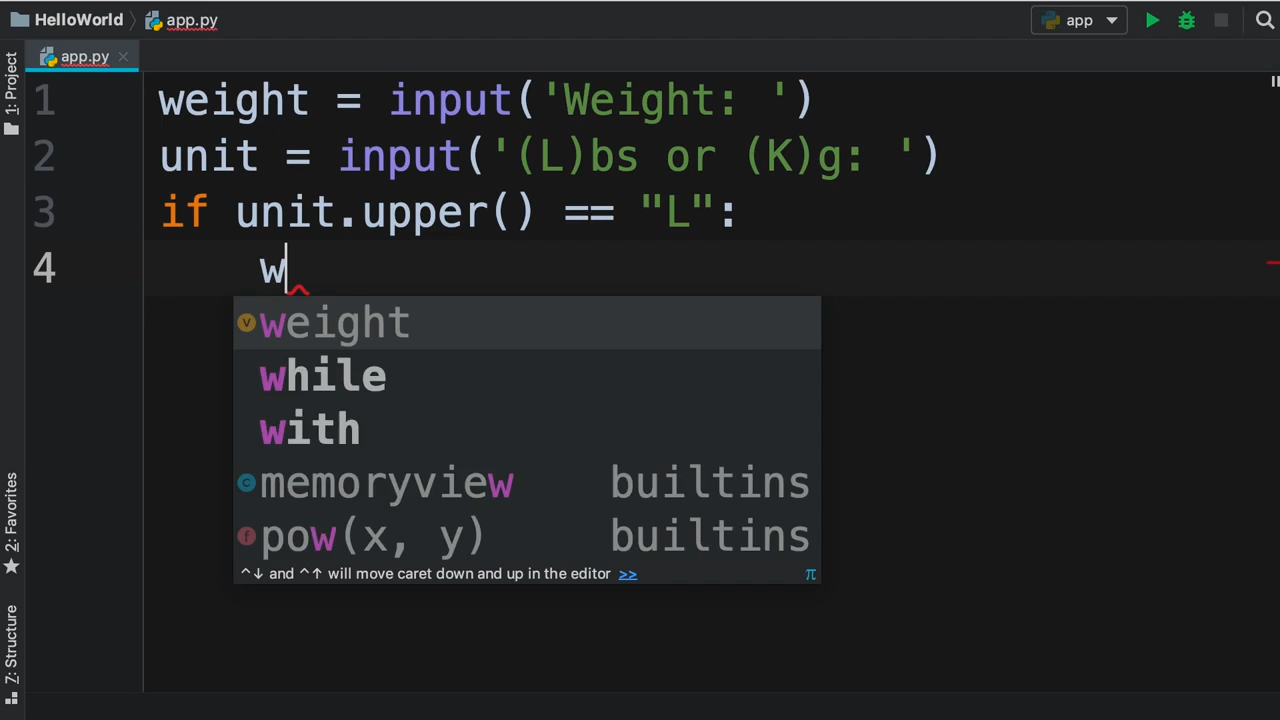 HelloWorld app.py app
app.py
1: Project
1 weight = input('Weight: ')
2 unit = input('(L)bs or (K)g: ')
3 if unit.upper() == "L":
4 w
weight
while
with
memoryview builtins
pow(x, y) builtins
^↓ and ^↑ will move caret down and up in the editor >> π
2: Favorites
7: Structure